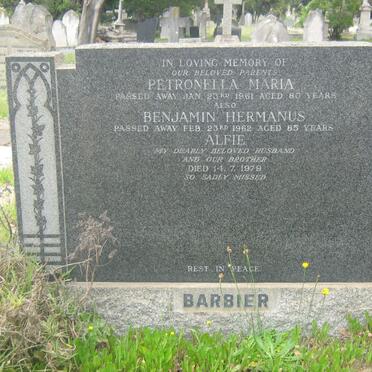 IN LOVING MEMORY OF
OUR BELOVED PARENTS
PETRONELLA MARIA
PASSED AWAY JAN. 23RD 1961 AGED 80 YEARS
ALSO
BENJAMIN HERMANUS
PASSED AWAY FEB. 23RD 1962 AGED 85 YEARS
ALFIE
MY DEARLY BELOVED HUSBAND
AND OUR BROTHER
DIED 14.7.1979
SO SADLY MISSED
REST IN PEACE
BARBIER